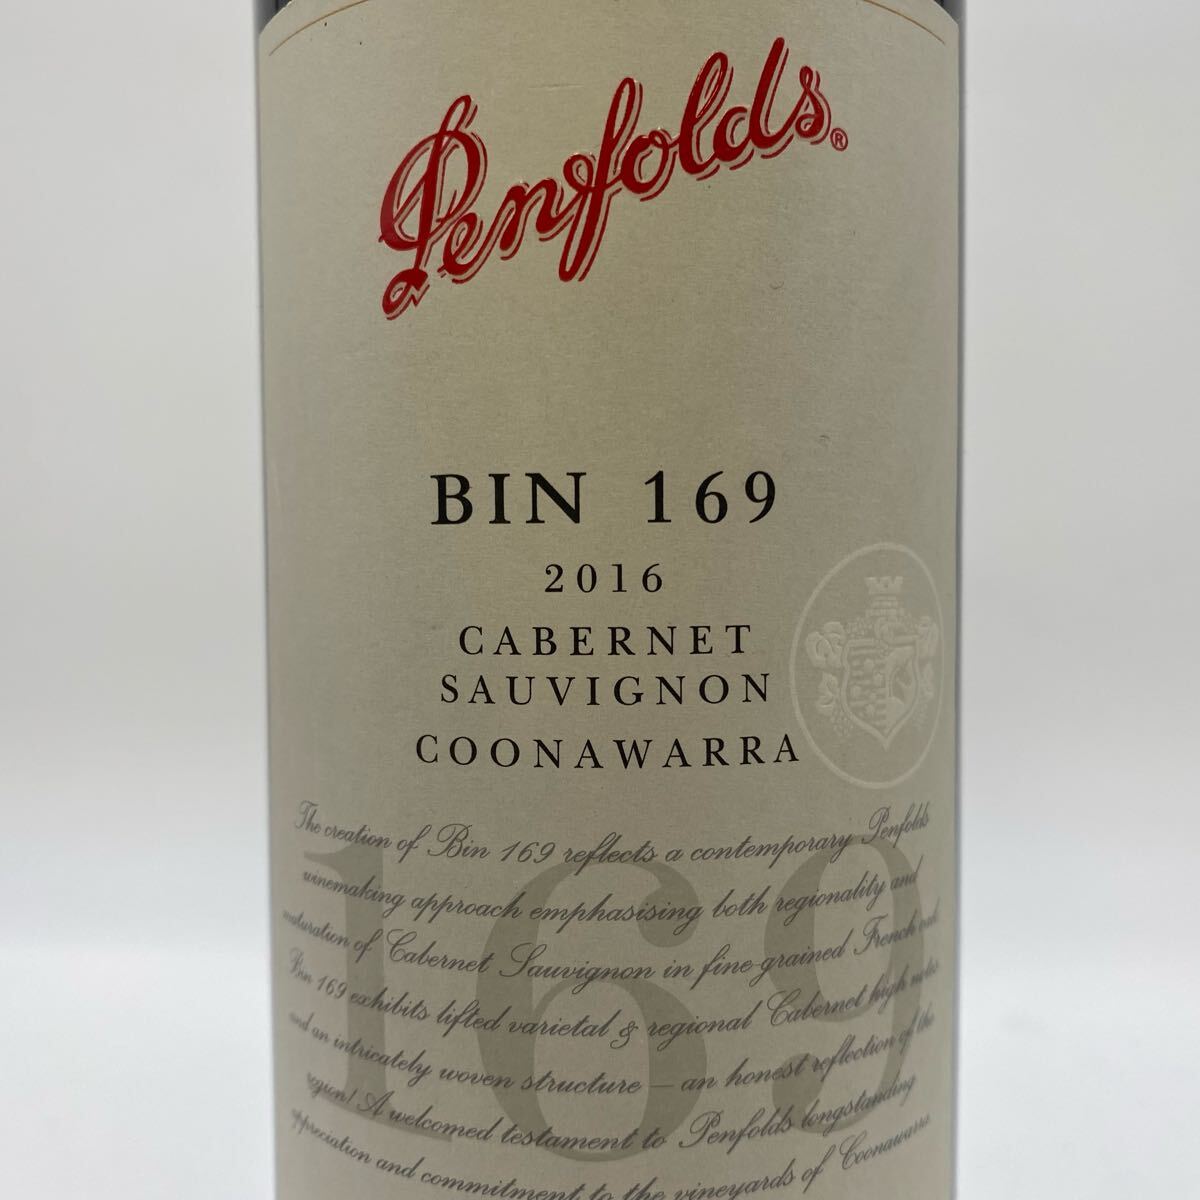 Penfolds®
BIN 169
2016
CABERNET
SAUVIGNON
COONAWARRA
169
The creation of Bin 169 reflects a contemporary Penfolds
winemaking approach emphasising both regionality and
maturation of Cabernet Sauvignon in fine-grained French oak.
Bin 169 exhibits lifted varietal & regional Cabernet high notes
and an intricately woven structure – an honest reflection of the
region! A welcomed testament to Penfolds longstanding
appreciation and commitment to the vineyards of Coonawarra